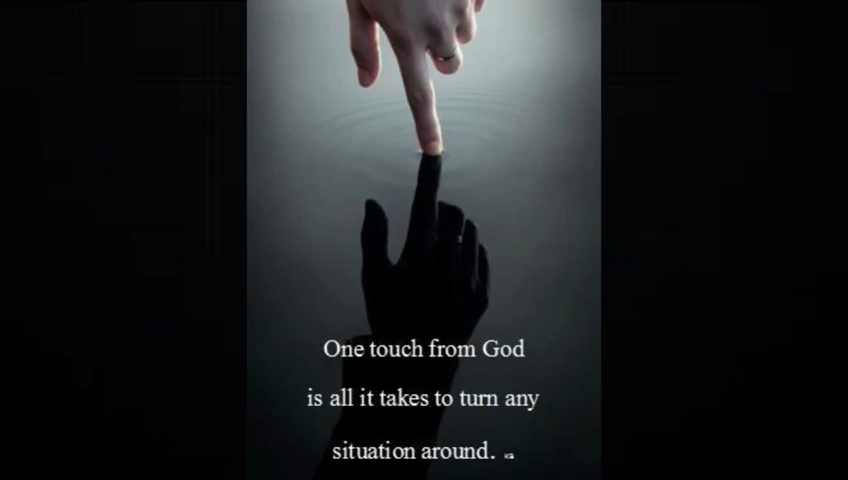 One touch from God
is all it takes to turn any
situation around.